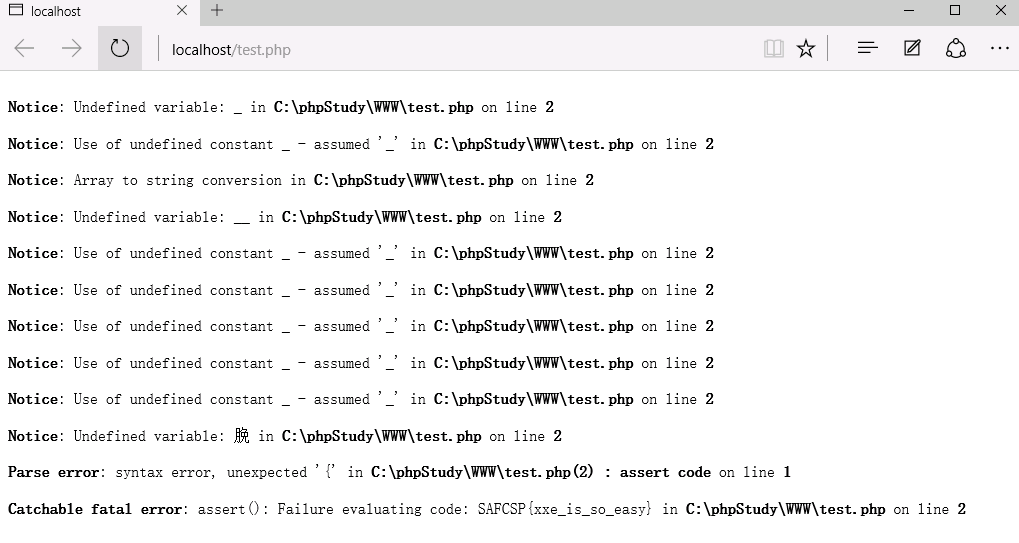 localhost
localhost/test.php
Notice: Undefined variable: _ in C:\phpStudy\WWW\test.php on line 2
Notice: Use of undefined constant _ - assumed '_' in C:\phpStudy\WWW\test.php on line 2
Notice: Array to string conversion in C:\phpStudy\WWW\test.php on line 2
Notice: Undefined variable: __ in C:\phpStudy\WWW\test.php on line 2
Notice: Use of undefined constant _ - assumed '_' in C:\phpStudy\WWW\test.php on line 2
Notice: Use of undefined constant _ - assumed '_' in C:\phpStudy\WWW\test.php on line 2
Notice: Use of undefined constant _ - assumed '_' in C:\phpStudy\WWW\test.php on line 2
Notice: Use of undefined constant _ - assumed '_' in C:\phpStudy\WWW\test.php on line 2
Notice: Use of undefined constant _ - assumed '_' in C:\phpStudy\WWW\test.php on line 2
Notice: Undefined variable: 脕 in C:\phpStudy\WWW\test.php on line 2
Parse error: syntax error, unexpected '{' in C:\phpStudy\WWW\test.php(2) : assert code on line 1
Catchable fatal error: assert(): Failure evaluating code: SAFCSP{xxe_is_so_easy} in C:\phpStudy\WWW\test.php on line 2